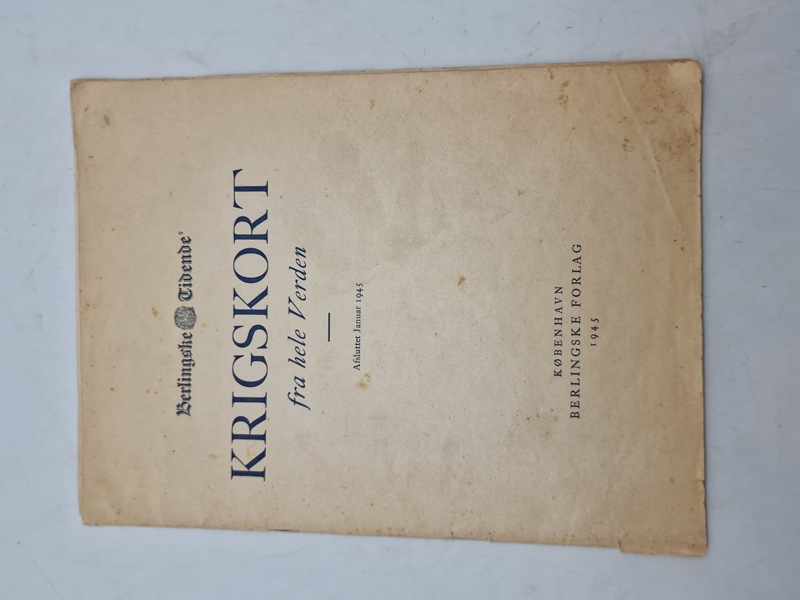 Berlingske Tidende's
KRIGSKORT
fra hele Verden
Afsluttet Januar 1945
KØBENHAVN
BERLINGSKE FORLAG
1945